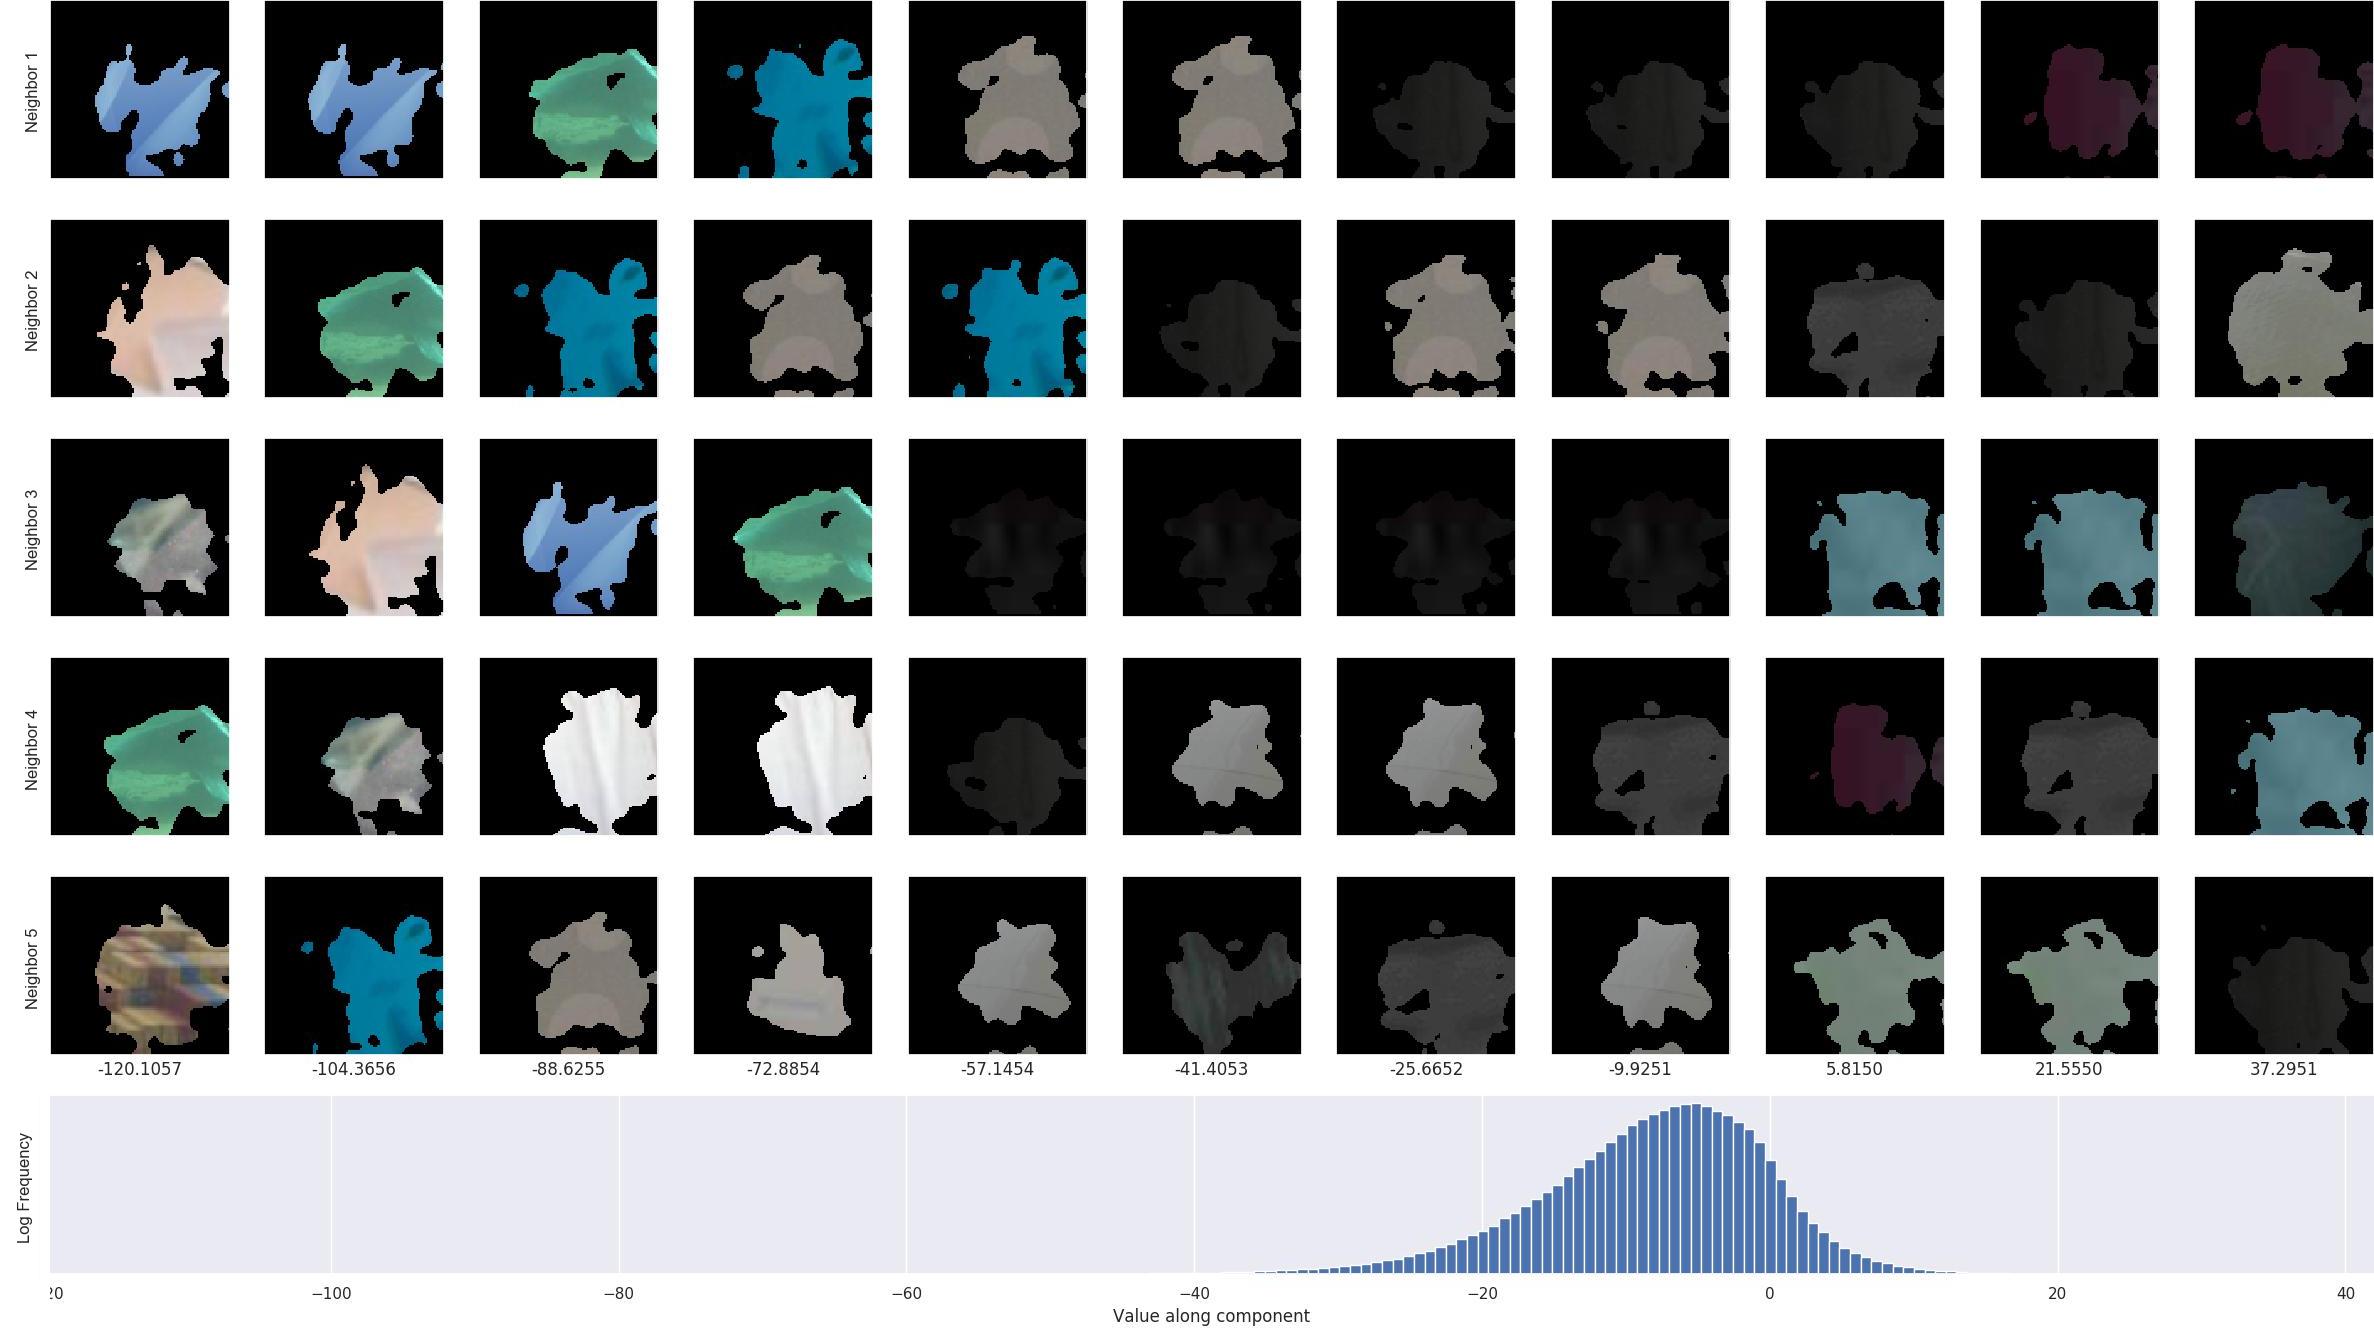 Neighbor 1
Neighbor 2
Neighbor 3
Neighbor 4
Neighbor 5
-120.1057 -104.3656 -88.6255 -72.8854 -57.1454 -41.4053 -25.6652 -9.9251 5.8150 21.5550 37.2951
Log Frequency
20 −100 −80 −60 −40 −20 0 20 40
Value along component